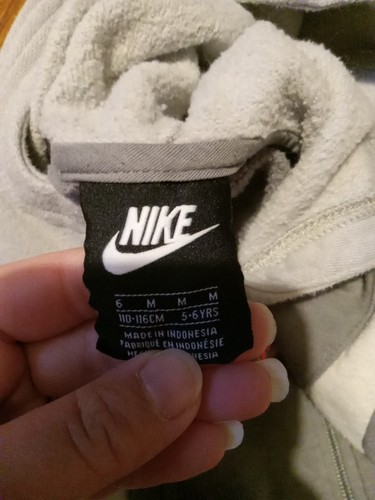 NIKE
6 M M M
110-116CM 5-6YRS
MADE IN INDONESIA
FABRIQUÉ EN INDONÉSIE